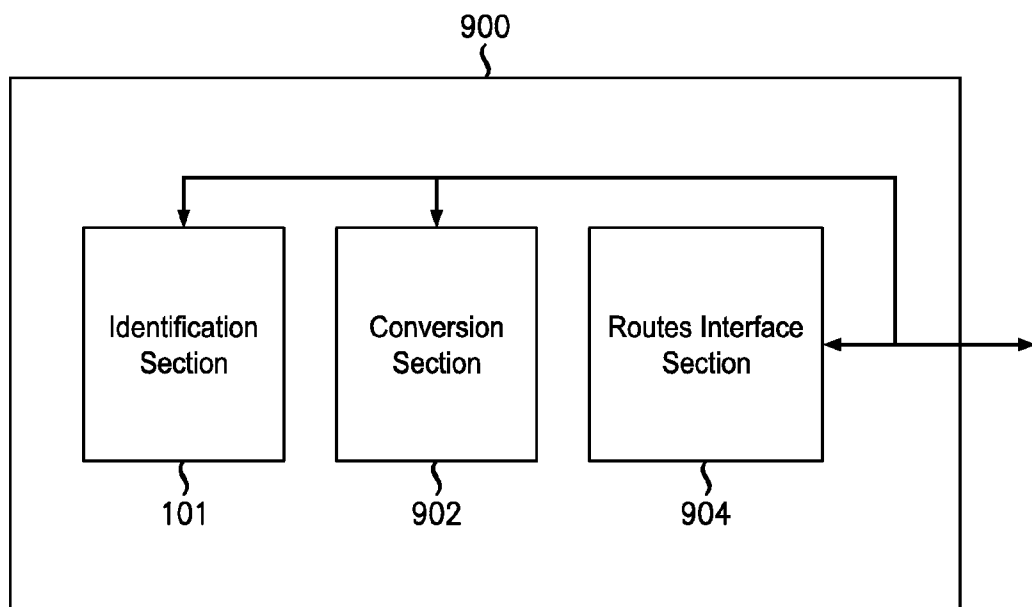 900
Identification
Section
Conversion
Section
Routes Interface
Section
101
902
904